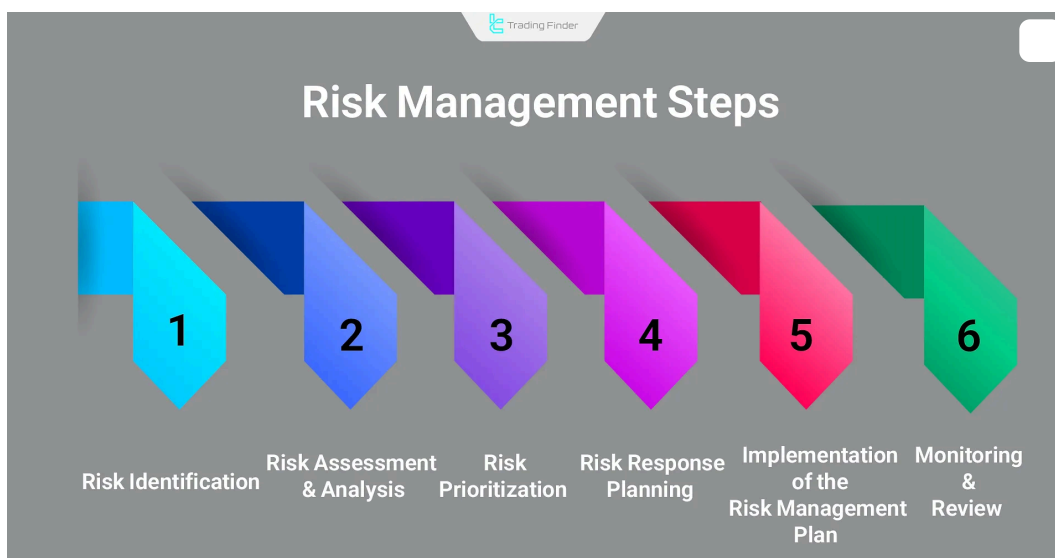 Trading Finder
Risk Management Steps
1
2
3
4
5
6
Risk Identification
Risk Assessment
& Analysis
Risk
Prioritization
Risk Response
Planning
Implementation
of the
Risk Management
Plan
Monitoring
&
Review